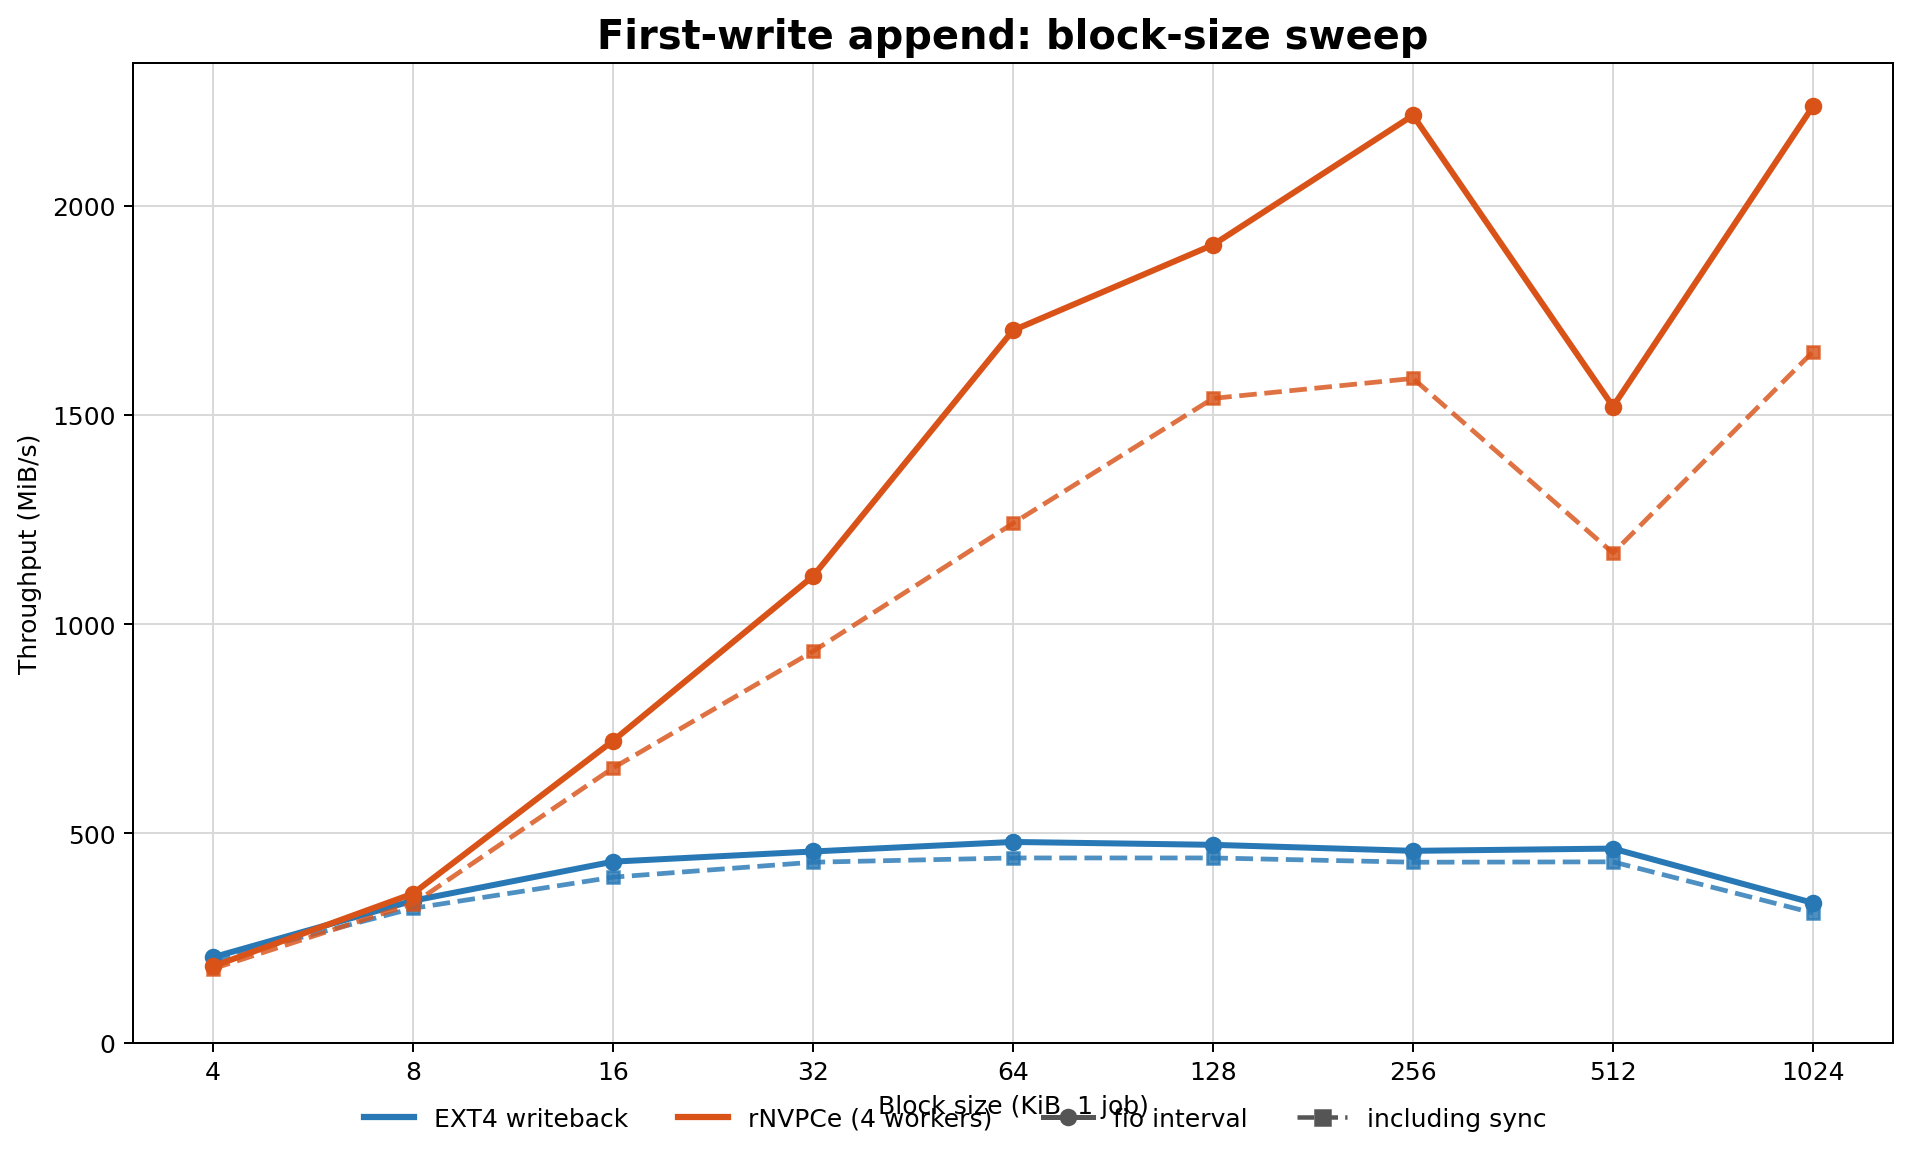 First-write append: block-size sweep
Throughput (MiB/s)
2000
1500
1000
500
0
4 8 16 32 64 128 256 512 1024
Block size (KiB, 1 job)
EXT4 writeback rNVPCe (4 workers) fio interval including sync